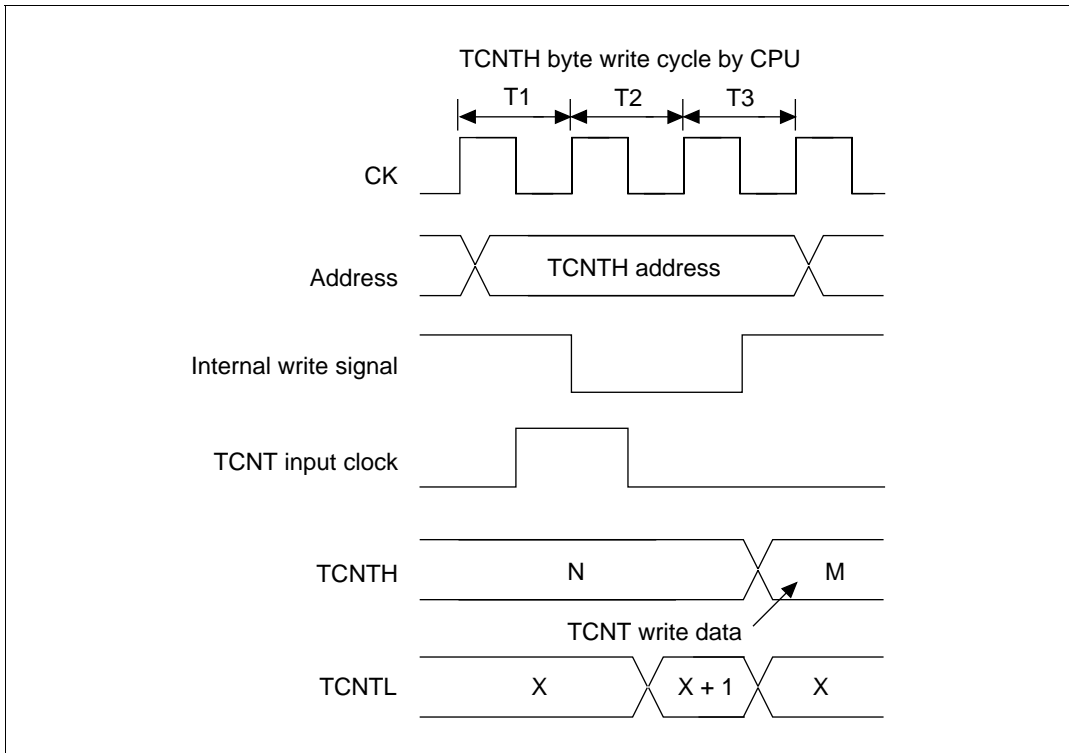 TCNTH byte write cycle by CPU
T1 T2 T3
CK
Address TCNTH address
Internal write signal
TCNT input clock
TCNTH N M
TCNT write data
TCNTL X X + 1 X